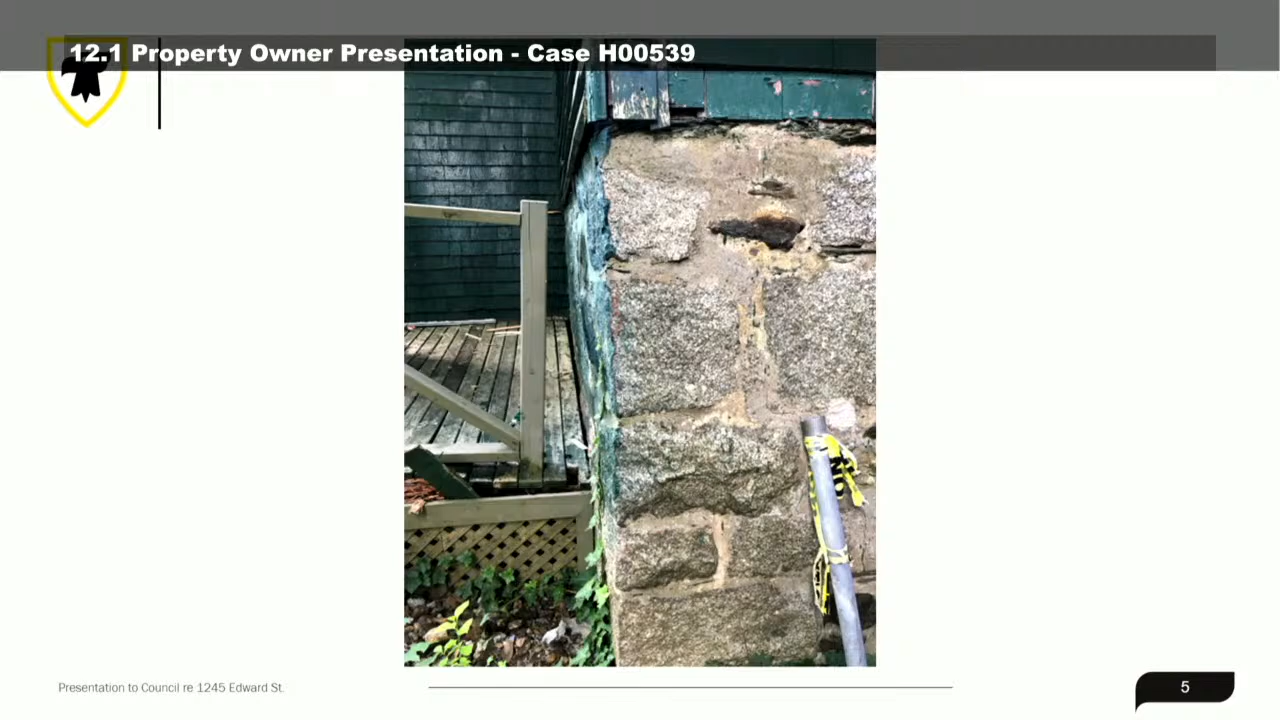 12.1 Property Owner Presentation - Case H00539
Presentation to Council re 1245 Edward St.
5